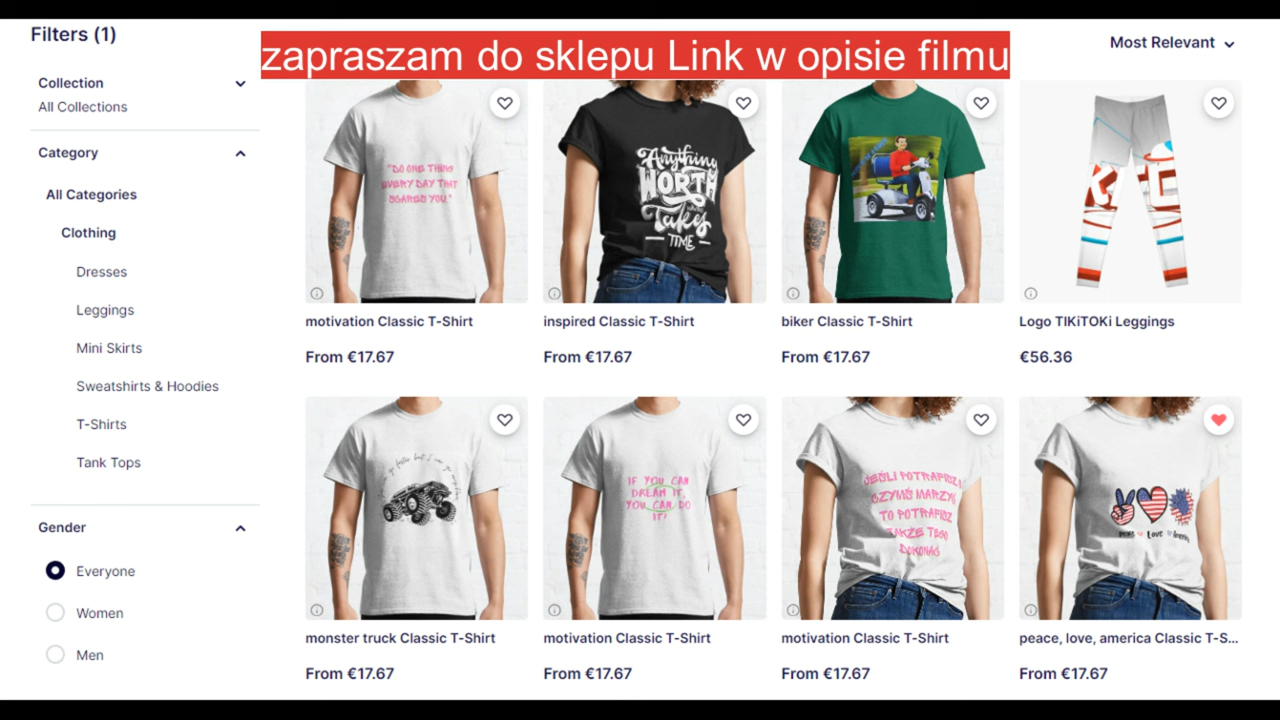 zapraszam do sklepu Link w opisie filmu
Filters (1)
Most Relevant
Collection
All Collections
Category
All Categories
Clothing
Dresses
Leggings
Mini Skirts
Sweatshirts & Hoodies
T-Shirts
Tank Tops
Gender
Everyone
Women
Men
"DO ONE THING
EVERY DAY THAT
SCARES YOU."
Anything
WORTH
Takes
TIME
motivation Classic T-Shirt
From €17.67
inspired Classic T-Shirt
From €17.67
biker Classic T-Shirt
From €17.67
Logo TIKiTOKi Leggings
€56.36
IF YOU CAN
DREAM IT,
YOU CAN DO
IT!
JEŚLI POTRAFISZ
CZYMŚ MARZYĆ
TO POTRAFISZ
TAKŻE TEGO
DOKONAĆ
Peace Love America
monster truck Classic T-Shirt
From €17.67
motivation Classic T-Shirt
From €17.67
motivation Classic T-Shirt
From €17.67
peace, love, america Classic T-S...
From €17.67